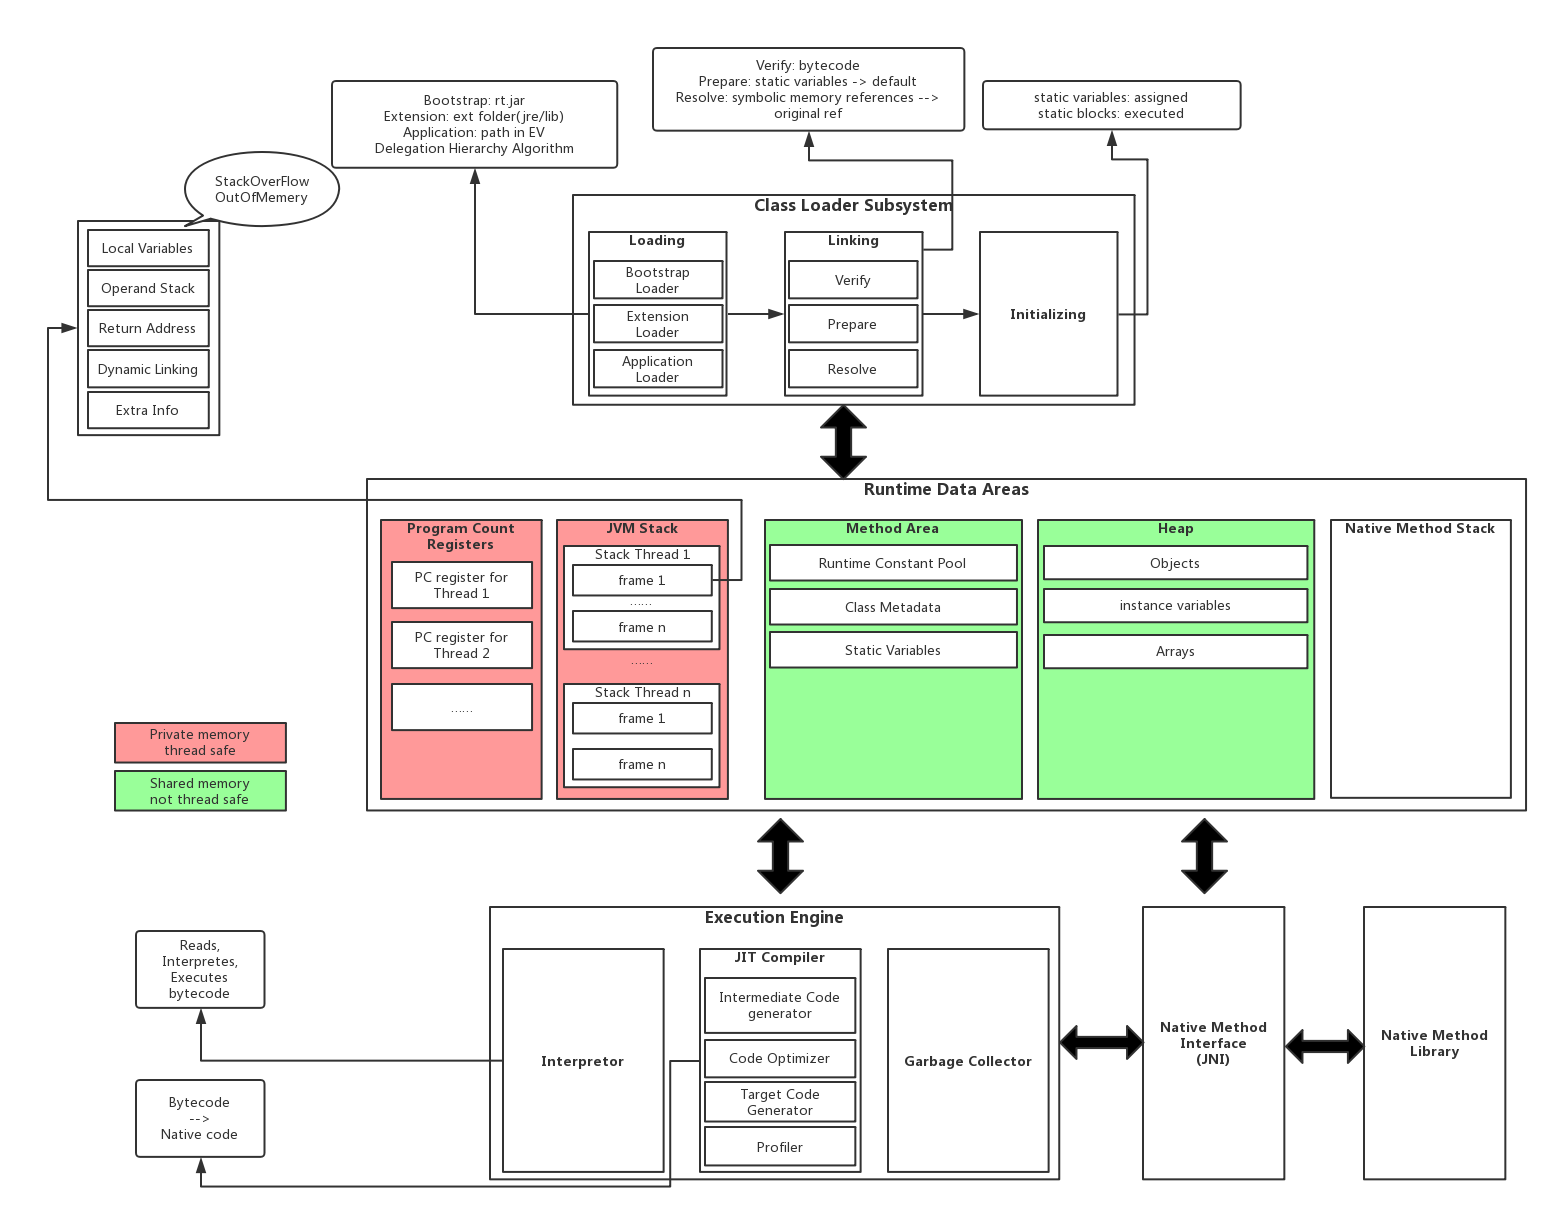 Verify: bytecode
Prepare: static variables -> default
Resolve: symbolic memory references -->
original ref
Bootstrap: rt.jar
Extension: ext folder(jre/lib)
Application: path in EV
Delegation Hierarchy Algorithm
static variables: assigned
static blocks: executed
StackOverFlow
OutOfMemery
Local Variables
Operand Stack
Return Address
Dynamic Linking
Extra Info
Class Loader Subsystem
Loading
Bootstrap
Loader
Extension
Loader
Application
Loader
Linking
Verify
Prepare
Resolve
Initializing
Runtime Data Areas
Program Count
Registers
PC register for
Thread 1
PC register for
Thread 2
......
JVM Stack
Stack Thread 1
frame 1
......
frame n
......
Stack Thread n
frame 1
frame n
Method Area
Runtime Constant Pool
Class Metadata
Static Variables
Heap
Objects
instance variables
Arrays
Native Method Stack
Private memory
thread safe
Shared memory
not thread safe
Execution Engine
Interpretor
JIT Compiler
Intermediate Code
generator
Code Optimizer
Target Code
Generator
Profiler
Garbage Collector
Native Method
Interface
(JNI)
Native Method
Library
Reads,
Interpretes,
Executes
bytecode
Bytecode
-->
Native code